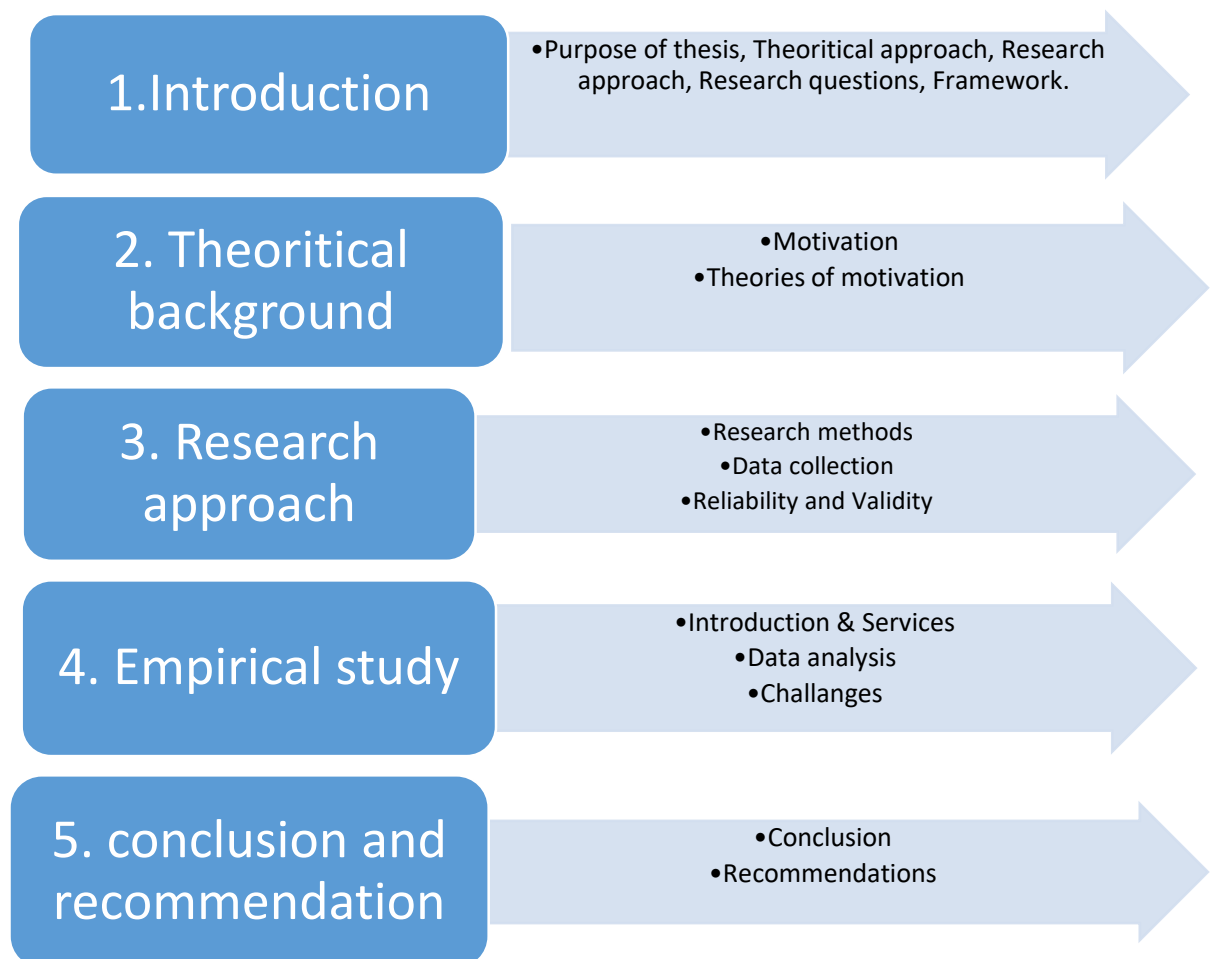 1.Introduction
•Purpose of thesis, Theoritical approach, Research
approach, Research questions, Framework.
2. Theoritical
background
•Motivation
•Theories of motivation
3. Research
approach
•Research methods
•Data collection
•Reliability and Validity
4. Empirical study
•Introduction & Services
•Data analysis
•Challanges
5. conclusion and
recommendation
•Conclusion
•Recommendations